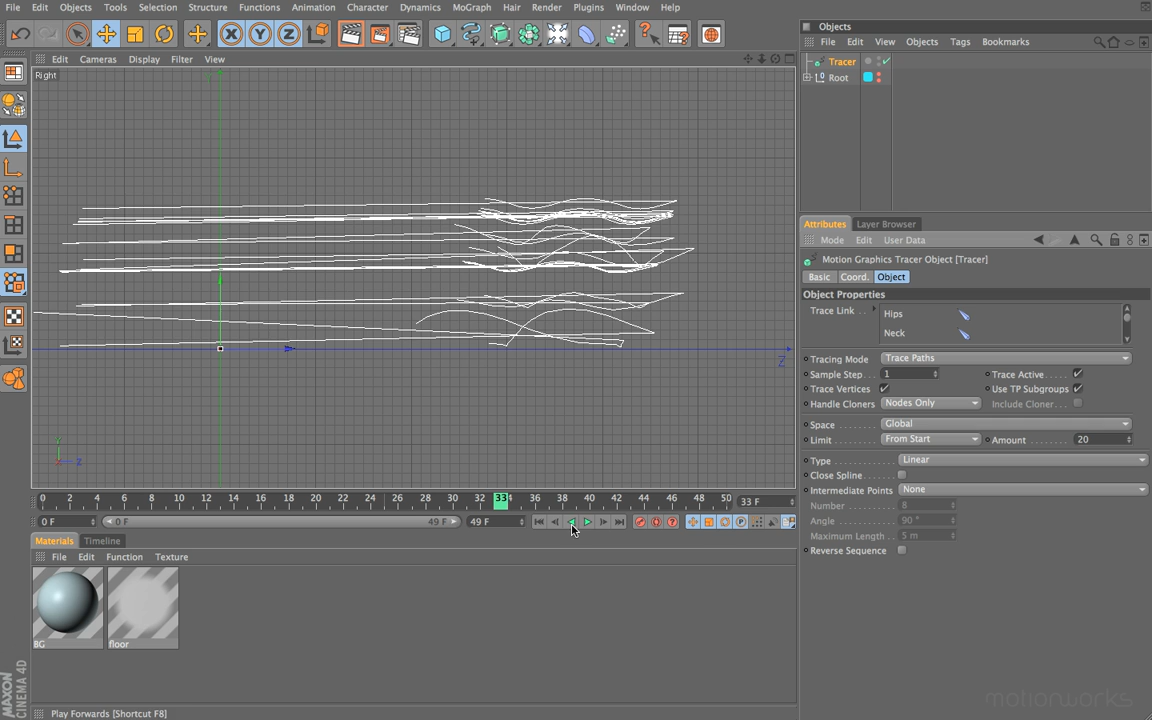 File Edit Objects Tools Selection Structure Functions Animation Character Dynamics MoGraph Hair Render Plugins Window Help
Objects
File Edit View Objects Tags Bookmarks
Tracer
Root
Edit Cameras Display Filter View
Right
Y
Z
Y
X Z
Attributes Layer Browser
Mode Edit User Data
Motion Graphics Tracer Object [Tracer]
Basic Coord. Object
Object Properties
Trace Link Hips
Neck
Tracing Mode Trace Paths
Sample Step 1 Trace Active
Trace Vertices Use TP Subgroups
Handle Cloners Nodes Only Include Cloner
Space Global
Limit From Start Amount 20
Type Linear
Close Spline
Intermediate Points None
Number 8
Angle 90 °
Maximum Length 5 m
Reverse Sequence
0 2 4 6 8 10 12 14 16 18 20 22 24 26 28 30 32 33 36 38 40 42 44 46 48 50 33 F
0 F 0 F 49 F 49 F
Materials Timeline
File Edit Function Texture
BG floor
MAXON
CINEMA 4D
motionworks
Play Forwards [Shortcut F8]